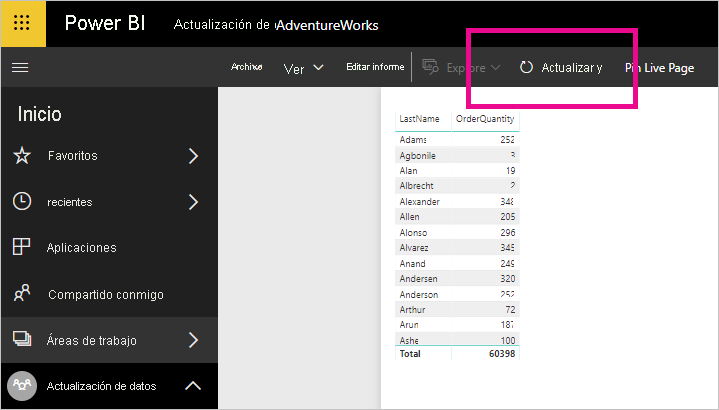 Power BI Actualización de AdventureWorks
Archivo Ver Editar informe Explore Actualizar y Pin Live Page
Inicio
Favoritos
recientes
Aplicaciones
Compartido conmigo
Áreas de trabajo
Actualización de datos
LastName OrderQuantity
Adams 252
Agbonile 3
Alan 19
Albrecht 2
Alexander 348
Allen 205
Alonso 296
Alvarez 345
Anand 249
Andersen 320
Anderson 252
Arthur 72
Arun 187
Ashe 100
Total 60398